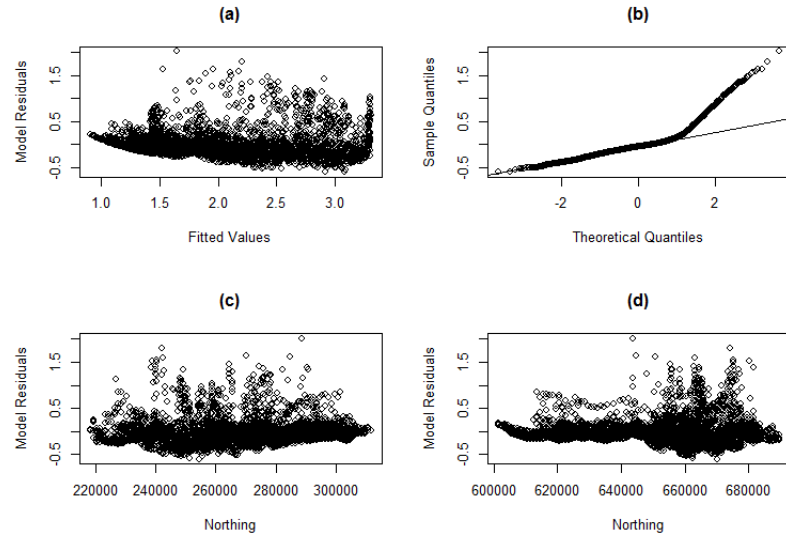 (a)
Model Residuals
-0.5 0.5 1.5
1.0 1.5 2.0 2.5 3.0
Fitted Values
(b)
Sample Quantiles
-0.5 0.5 1.5
-2 0 2
Theoretical Quantiles
(c)
Model Residuals
-0.5 0.5 1.5
220000 240000 260000 280000 300000
Northing
(d)
Model Residuals
-0.5 0.5 1.5
600000 620000 640000 660000 680000
Northing